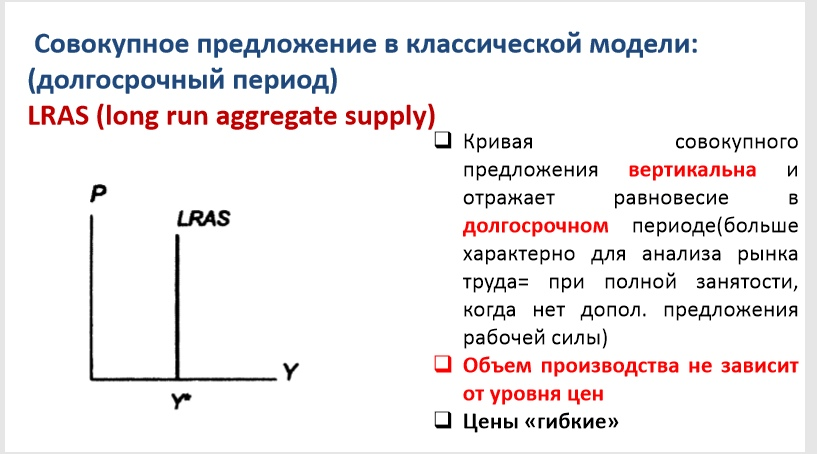 Совокупное предложение в классической модели:
(долгосрочный период)
LRAS (long run aggregate supply)
P
LRAS
Y
Y*
❑ Кривая совокупного
предложения вертикальна и
отражает равновесие в
долгосрочном периоде(больше
характерно для анализа рынка
труда= при полной занятости,
когда нет допол. предложения
рабочей силы)
❑ Объем производства не зависит
от уровня цен
❑ Цены «гибкие»